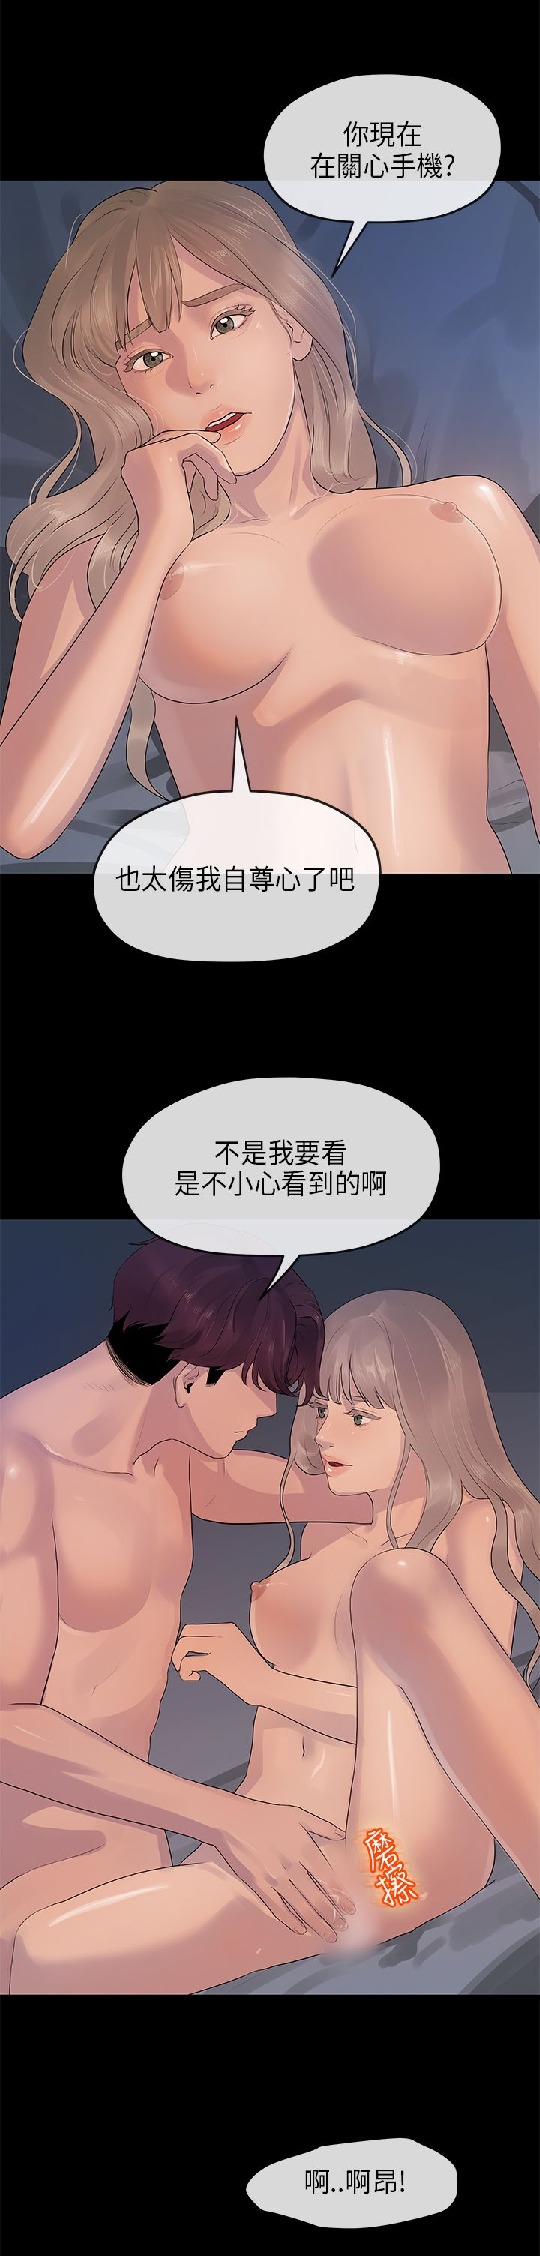 你現在
在關心手機?
也太傷我自尊心了吧
不是我要看
是不小心看到的啊
磨擦
啊..啊昂!